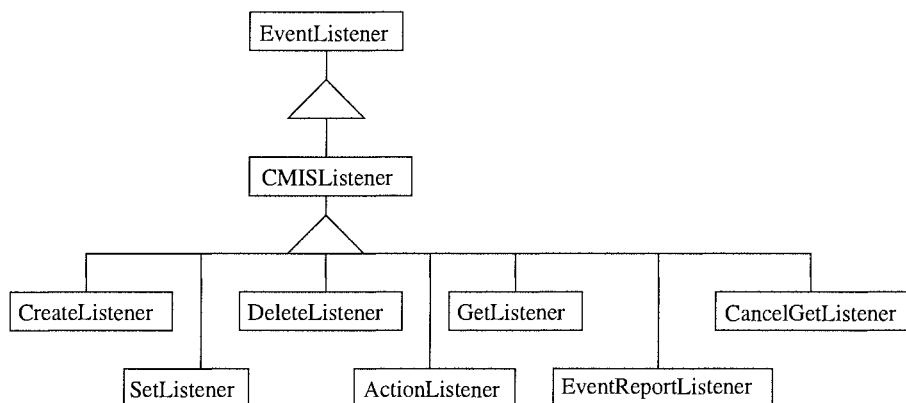 EventListener
CMISListener
CreateListener
DeleteListener
GetListener
CancelGetListener
SetListener
ActionListener
EventReportListener